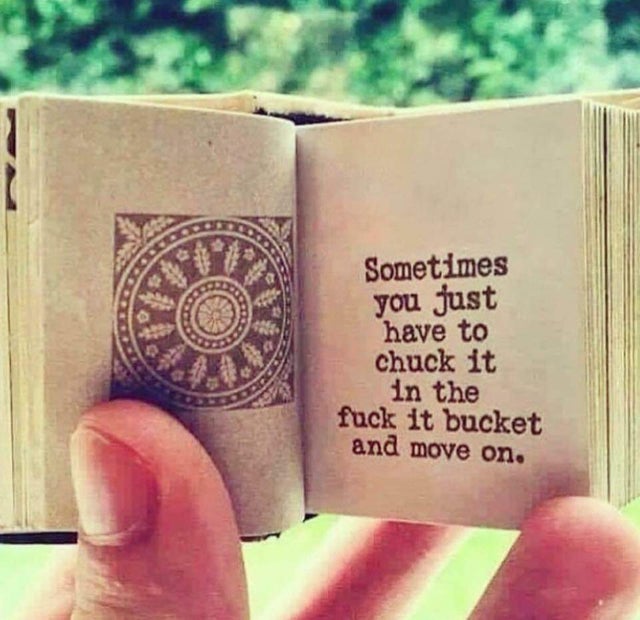 Sometimes
you just
have to
chuck it
in the
fuck it bucket
and move on.